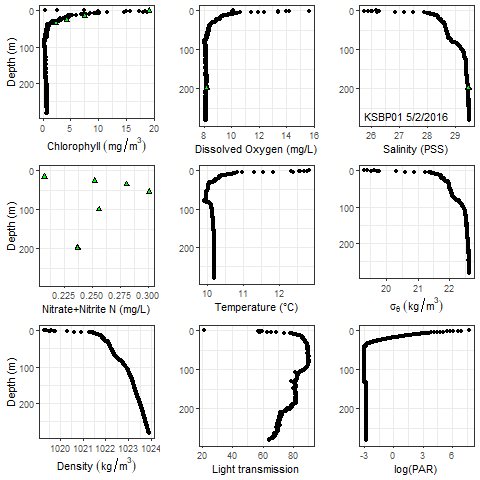 0
100
200
Depth (m)
0 5 10 15 20
Chlorophyll (mg/m³)
0
100
200
8 10 12 14 16
Dissolved Oxygen (mg/L)
0
100
200
KSBP01 5/2/2016
26 27 28 29
Salinity (PSS)
0
100
200
Depth (m)
0.225 0.250 0.275 0.300
Nitrate+Nitrite N (mg/L)
0
100
200
10 11 12
Temperature (°C)
0
100
200
20 21 22
σθ (kg/m³)
0
100
200
Depth (m)
1020 1021 1022 1023 1024
Density (kg/m³)
0
100
200
20 40 60 80
Light transmission
0
100
200
-3 0 3 6
log(PAR)